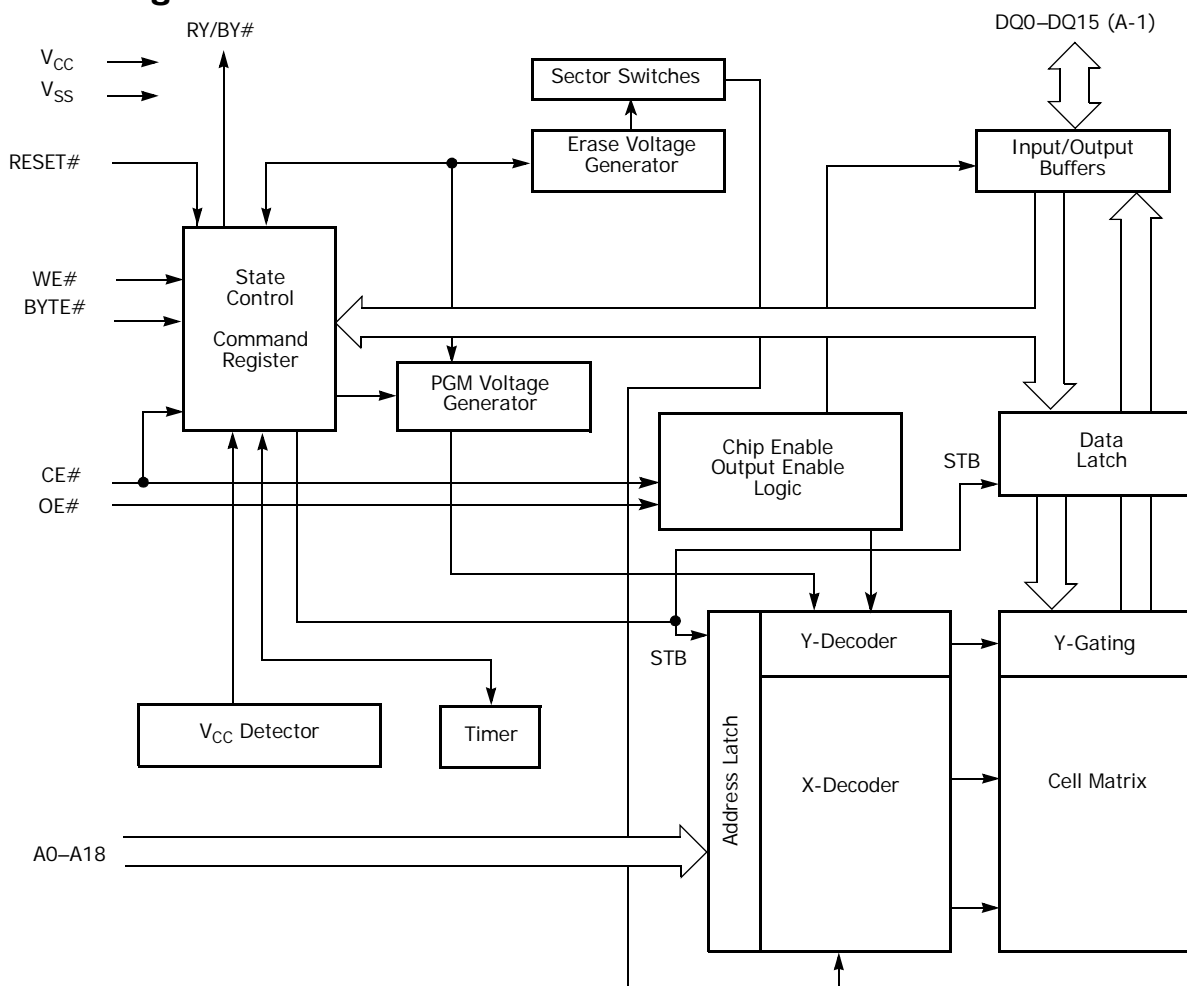 RY/BY#
DQ0–DQ15 (A-1)
VCC
VSS
Sector Switches
RESET#
Erase Voltage
Generator
Input/Output
Buffers
WE#
BYTE#
State
Control
Command
Register
PGM Voltage
Generator
CE#
OE#
Chip Enable
Output Enable
Logic
STB
Data
Latch
STB
Y-Decoder
Y-Gating
VCC Detector
Timer
Address Latch
X-Decoder
Cell Matrix
A0–A18